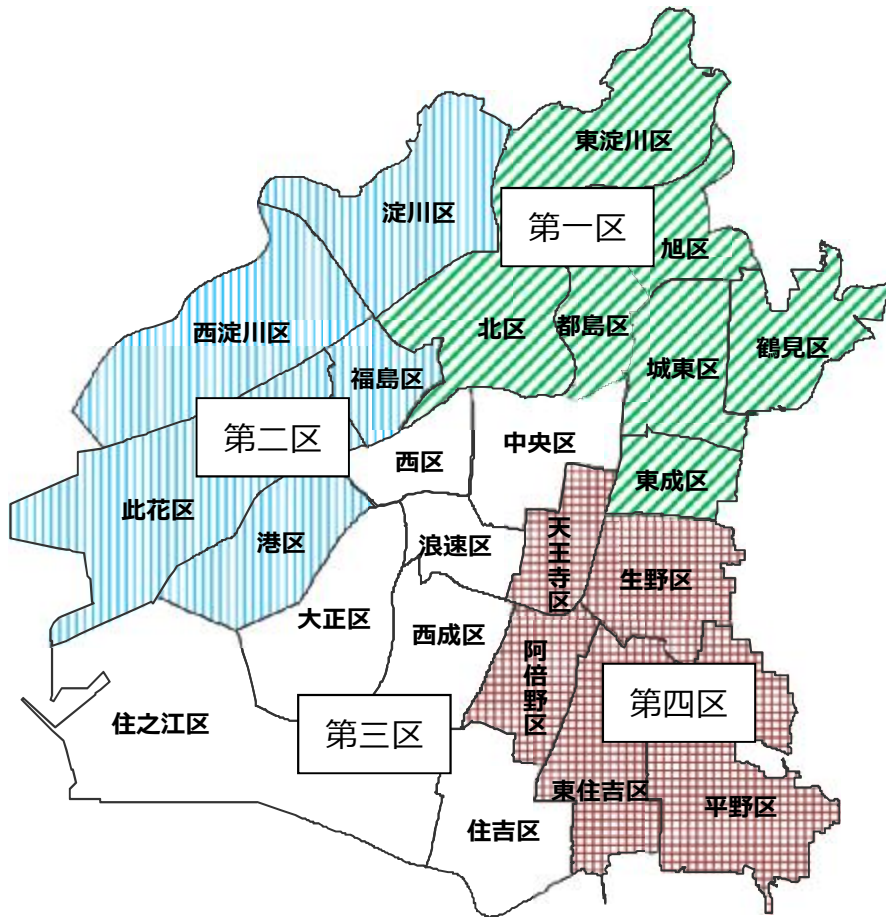 東淀川区
淀川区
第一区
旭区
西淀川区
北区
都島区
城東区
鶴見区
福島区
第二区
西区
中央区
東成区
此花区
港区
浪速区
天王寺区
生野区
大正区
西成区
阿倍野区
住之江区
第三区
第四区
東住吉区
平野区
住吉区